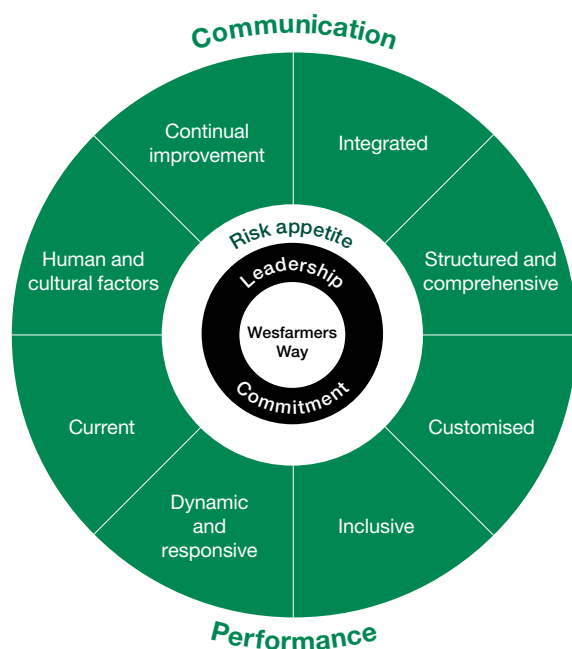 Communication
Continual
improvement
Integrated
Human and
cultural factors
Risk appetite
Structured and
comprehensive
Leadership
Wesfarmers
Way
Commitment
Current
Customised
Dynamic
and
responsive
Inclusive
Performance